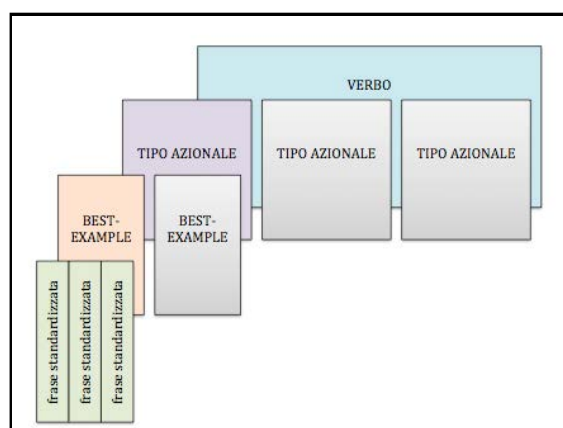 VERBO
TIPO AZIONALE
TIPO AZIONALE
TIPO AZIONALE
BEST-
EXAMPLE
BEST-
EXAMPLE
frase standardizzata
frase standardizzata
frase standardizzata